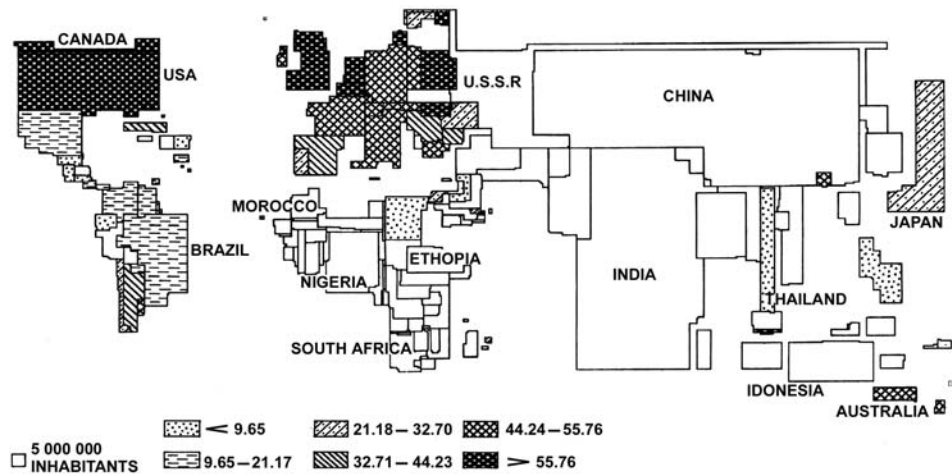 CANADA
USA
U.S.S.R
CHINA
MOROCCO
JAPAN
BRAZIL
ETHIOPIA
NIGERIA
INDIA
THAILAND
SOUTH AFRICA
IDONESIA
AUSTRALIA
< 9.65
21.18 — 32.70
44.24 — 55.76
5 000 000
INHABITANTS
9.65 — 21.17
32.71 — 44.23
> 55.76